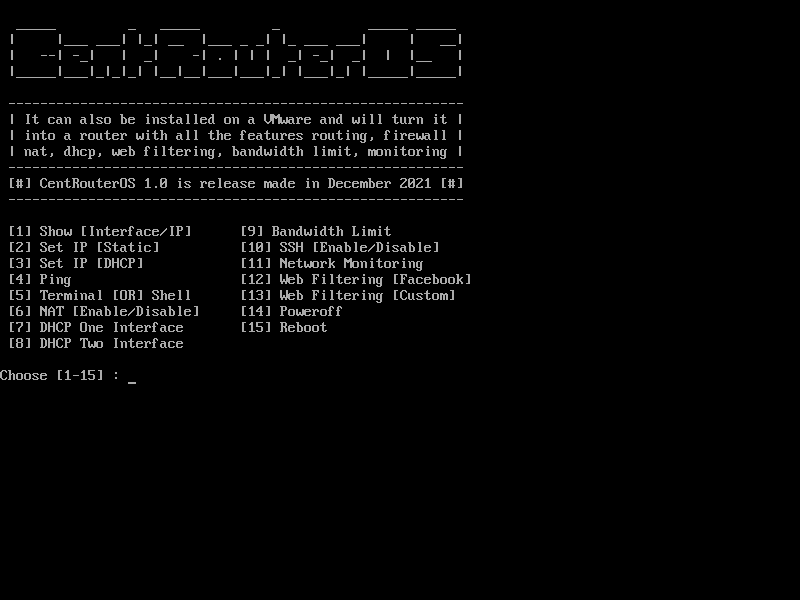 CentRouterOS
| It can also be installed on a VMware and will turn it |
| into a router with all the features routing, firewall |
| nat, dhcp, web filtering, bandwidth limit, monitoring |
[#] CentRouterOS 1.0 is release made in December 2021 [#]
[1] Show [Interface/IP] [9] Bandwidth Limit
[2] Set IP [Static] [10] SSH [Enable/Disable]
[3] Set IP [DHCP] [11] Network Monitoring
[4] Ping [12] Web Filtering [Facebook]
[5] Terminal [OR] Shell [13] Web Filtering [Custom]
[6] NAT [Enable/Disable] [14] Poweroff
[7] DHCP One Interface [15] Reboot
[8] DHCP Two Interface
Choose [1-15] : _